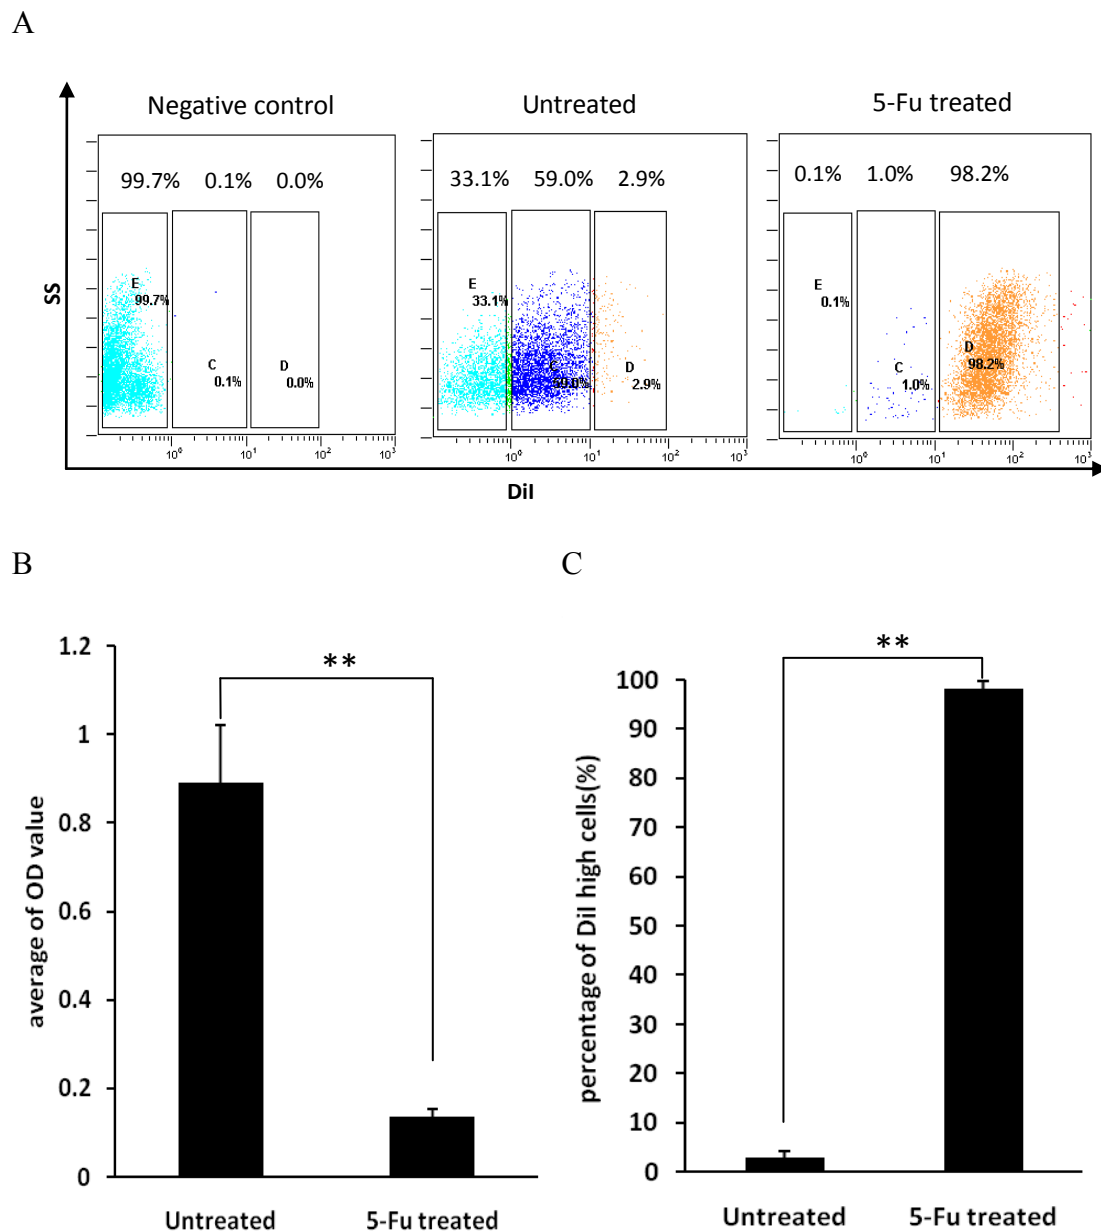 A
Negative control
Untreated
5-Fu treated
99.7% 0.1% 0.0%
33.1% 59.0% 2.9%
0.1% 1.0% 98.2%
SS
E
99.7%
C
0.1%
D
0.0%
10⁰ 10¹ 10² 10³
E
33.1%
C
59.0%
D
2.9%
10⁰ 10¹ 10² 10³
E
0.1%
C
1.0%
D
98.2%
10⁰ 10¹ 10² 10³
DiI
B
average of OD value
1.2
1
0.8
0.6
0.4
0.2
0
**
Untreated 5-Fu treated
C
percentage of DiI high cells(%)
100
90
80
70
60
50
40
30
20
10
0
**
Untreated 5-Fu treated